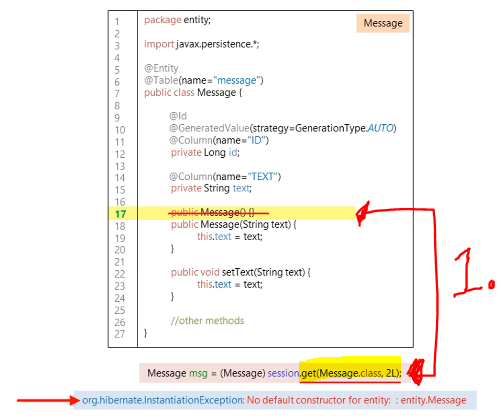 Message
1 package entity;
2
3 import javax.persistence.*;
4
5 @Entity
6 @Table(name="message")
7 public class Message {
8
9 @Id
10 @GeneratedValue(strategy=GenerationType.AUTO)
11 @Column(name="ID")
12 private Long id;
13
14 @Column(name="TEXT")
15 private String text;
16
17 public Message() {}
18 public Message(String text) {
19 this.text = text;
20 }
21
22 public void setText(String text) {
23 this.text = text;
24 }
25
26 //other methods
27 }
1.
Message msg = (Message) session.get(Message.class, 2L);
org.hibernate.InstantiationException: No default constructor for entity: : entity.Message